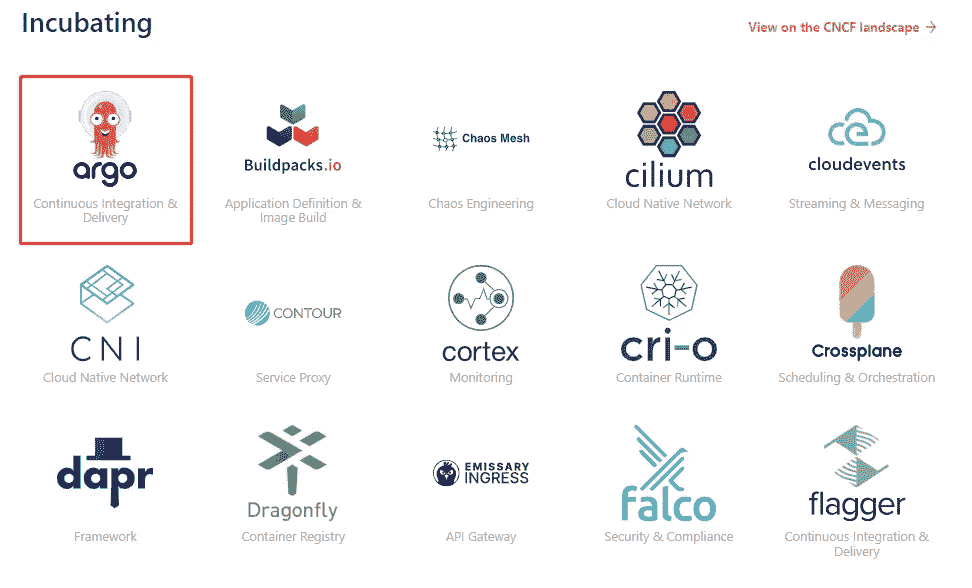 Incubating
View on the CNCF landscape →
argo
Continuous Integration &
Delivery
Buildpacks.io
Application Definition &
Image Build
Chaos Mesh
Chaos Engineering
cilium
Cloud Native Network
cloudevents
Streaming & Messaging
CNI
Cloud Native Network
CONTOUR
Service Proxy
cortex
Monitoring
cri-o
Container Runtime
Crossplane
Scheduling & Orchestration
dapr
Framework
Dragonfly
Container Registry
EMISSARY
INGRESS
API Gateway
falco
Security & Compliance
flagger
Continuous Integration &
Delivery